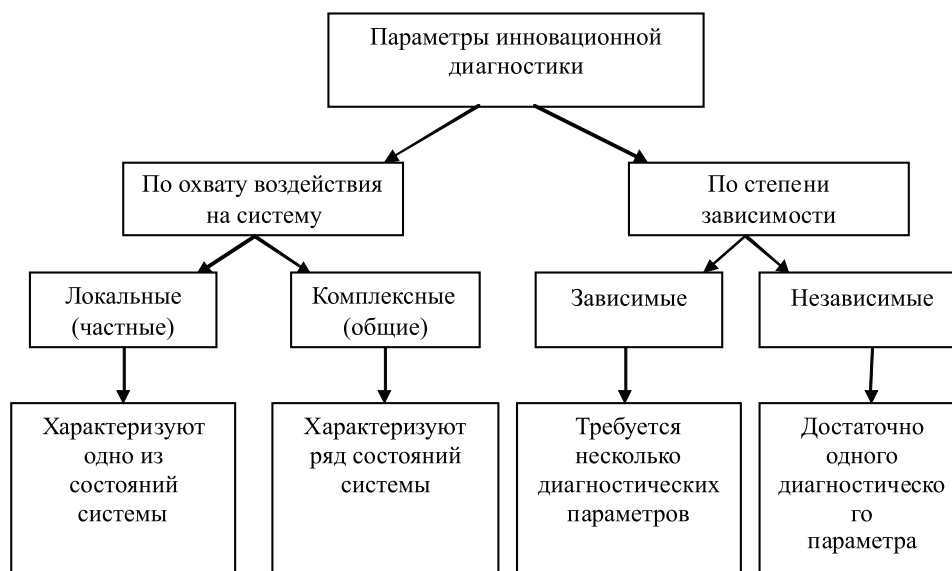 Параметры инновационной
диагностики
По охвату воздействия
на систему
По степени
зависимости
Локальные
(частные)
Комплексные
(общие)
Зависимые
Независимые
Характеризуют
одно из
состояний
системы
Характеризуют
ряд состояний
системы
Требуется
несколько
диагностических
параметров
Достаточно
одного
диагностическо
го
параметра